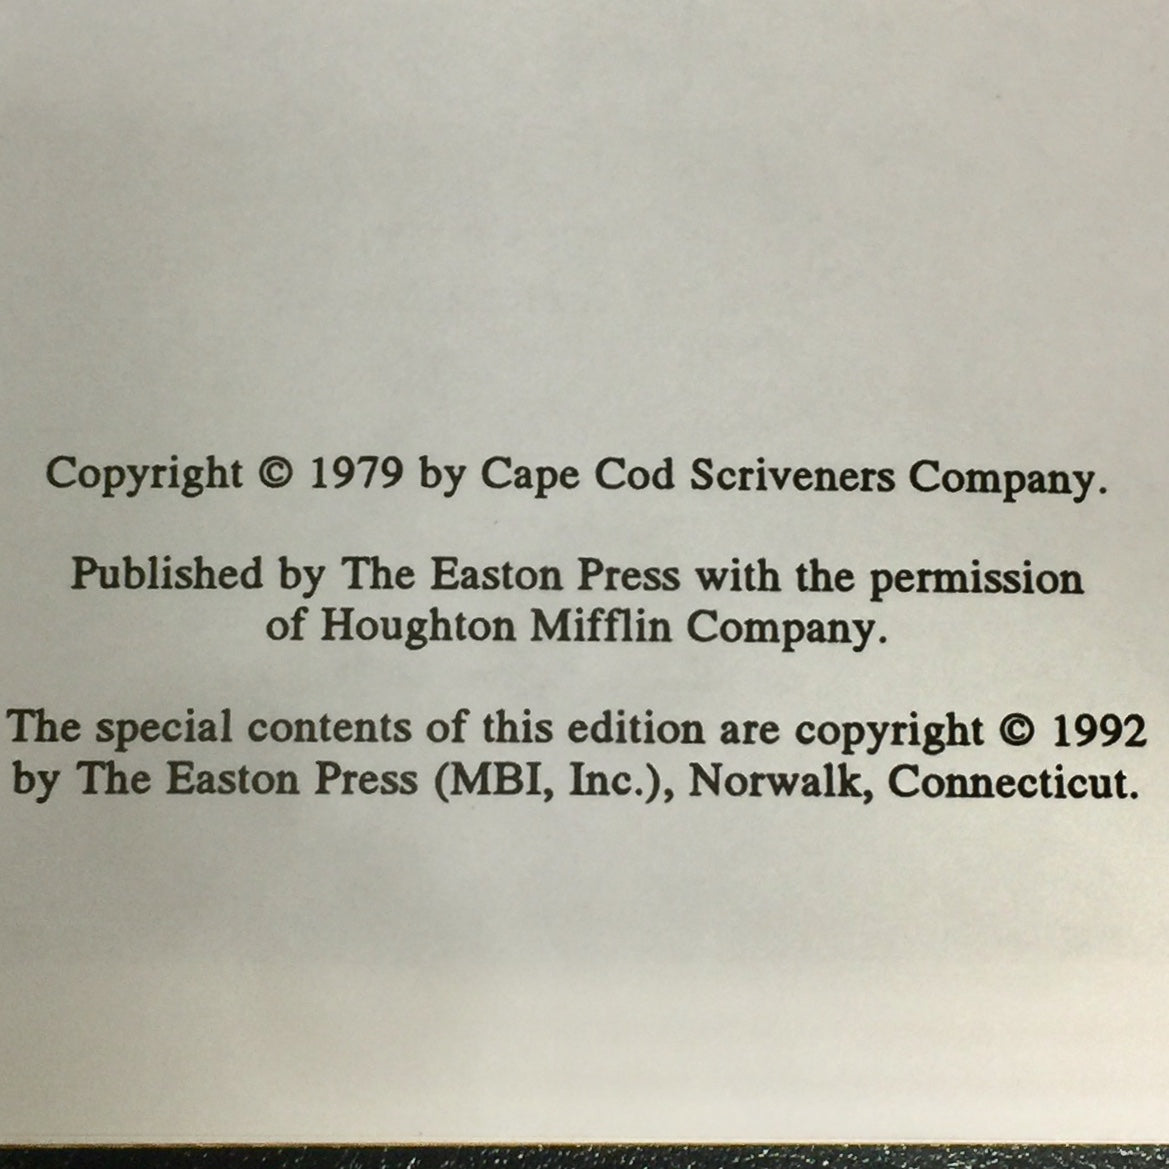 Copyright © 1979 by Cape Cod Scriveners Company.
Published by The Easton Press with the permission
of Houghton Mifflin Company.
The special contents of this edition are copyright © 1992
by The Easton Press (MBI, Inc.), Norwalk, Connecticut.